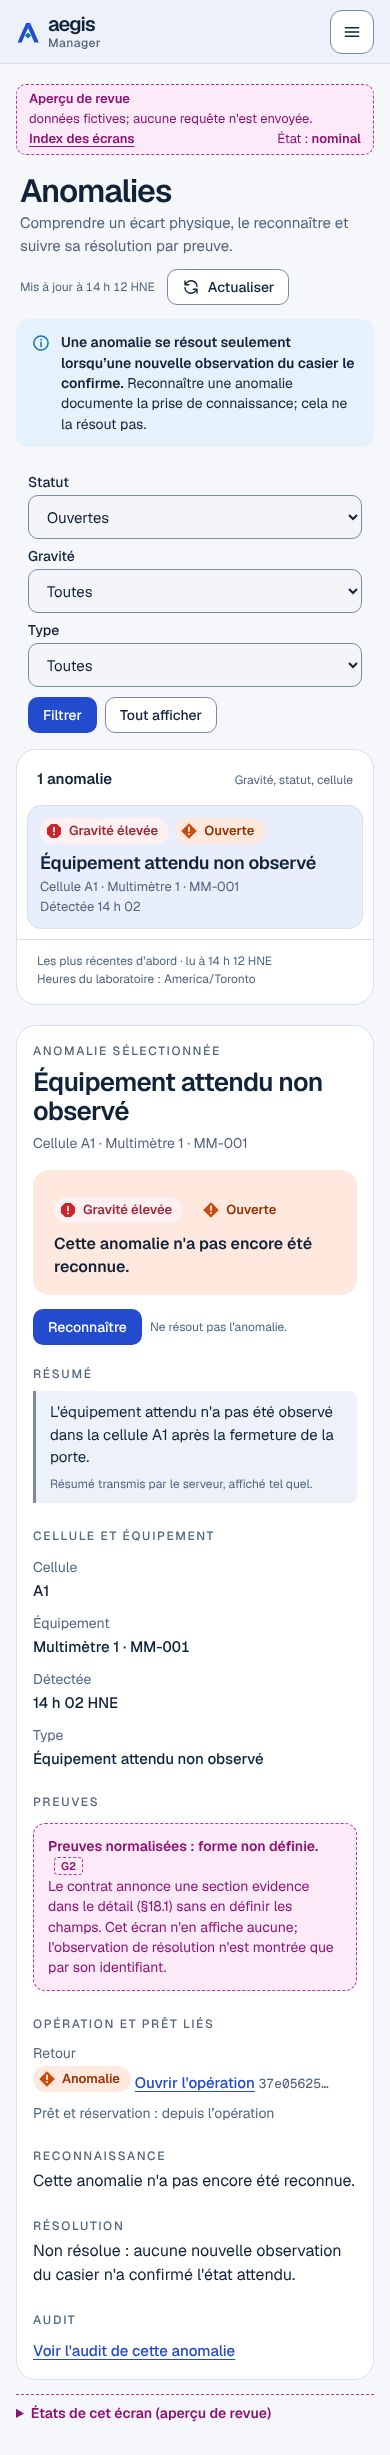 aegis
Manager
Aperçu de revue
données fictives; aucune requête n'est envoyée.
Index des écrans État : nominal
Anomalies
Comprendre un écart physique, le reconnaître et
suivre sa résolution par preuve.
Mis à jour à 14 h 12 HNE Actualiser
Une anomalie se résout seulement
lorsqu’une nouvelle observation du casier le
confirme. Reconnaître une anomalie
documente la prise de connaissance; cela ne
la résout pas.
Statut
Ouvertes
Gravité
Toutes
Type
Toutes
Filtrer Tout afficher
1 anomalie Gravité, statut, cellule
Gravité élevée Ouverte
Équipement attendu non observé
Cellule A1 · Multimètre 1 · MM-001
Détectée 14 h 02
Les plus récentes d’abord · lu à 14 h 12 HNE
Heures du laboratoire : America/Toronto
ANOMALIE SÉLECTIONNÉE
Équipement attendu non
observé
Cellule A1 · Multimètre 1 · MM-001
Gravité élevée Ouverte
Cette anomalie n'a pas encore été
reconnue.
Reconnaître Ne résout pas l'anomalie.
RÉSUMÉ
L'équipement attendu n'a pas été observé
dans la cellule A1 après la fermeture de la
porte.
Résumé transmis par le serveur, affiché tel quel.
CELLULE ET ÉQUIPEMENT
Cellule
A1
Équipement
Multimètre 1 · MM-001
Détectée
14 h 02 HNE
Type
Équipement attendu non observé
PREUVES
Preuves normalisées : forme non définie.
G2
Le contrat annonce une section evidence
dans le détail (§18.1) sans en définir les
champs. Cet écran n'en affiche aucune;
l'observation de résolution n'est montrée que
par son identifiant.
OPÉRATION ET PRÊT LIÉS
Retour
Anomalie Ouvrir l'opération 37e05625…
Prêt et réservation : depuis l’opération
RECONNAISSANCE
Cette anomalie n'a pas encore été reconnue.
RÉSOLUTION
Non résolue : aucune nouvelle observation
du casier n'a confirmé l'état attendu.
AUDIT
Voir l'audit de cette anomalie
États de cet écran (aperçu de revue)